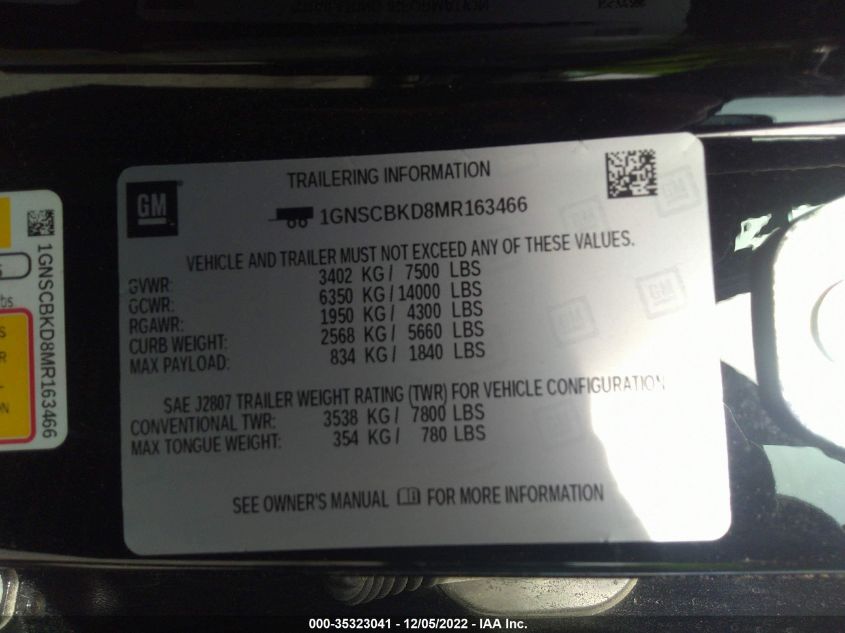 TRAILERING INFORMATION
GM
1GNSCBKD8MR163466
VEHICLE AND TRAILER MUST NOT EXCEED ANY OF THESE VALUES.
GVWR: 3402 KG / 7500 LBS
GCWR: 6350 KG / 14000 LBS
RGAWR: 1950 KG / 4300 LBS
CURB WEIGHT: 2568 KG / 5660 LBS
MAX PAYLOAD: 834 KG / 1840 LBS
SAE J2807 TRAILER WEIGHT RATING (TWR) FOR VEHICLE CONFIGURATION
CONVENTIONAL TWR: 3538 KG / 7800 LBS
MAX TONGUE WEIGHT: 354 KG / 780 LBS
SEE OWNER'S MANUAL FOR MORE INFORMATION
1GNSCBKD8MR163466
000-35323041 - 12/05/2022 - IAA Inc.